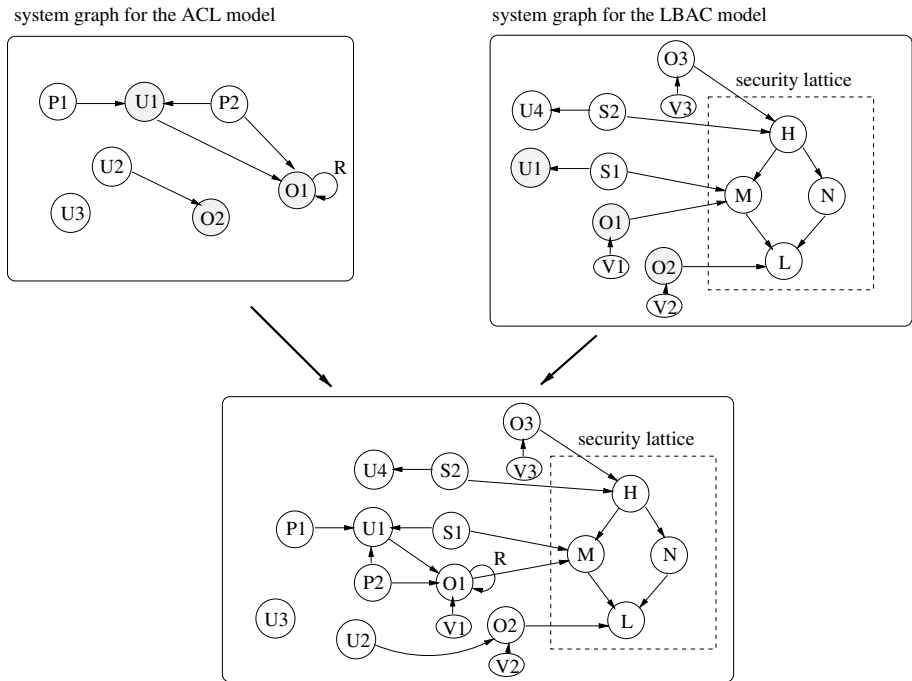 system graph for the ACL model
P1
U1
P2
U2
R
O1
U3
O2
system graph for the LBAC model
O3
security lattice
U4
S2
V3
H
U1
S1
M
N
O1
V1
O2
L
V2
O3
security lattice
U4
S2
V3
H
P1
U1
S1
R
M
N
P2
O1
U3
V1
O2
L
U2
V2